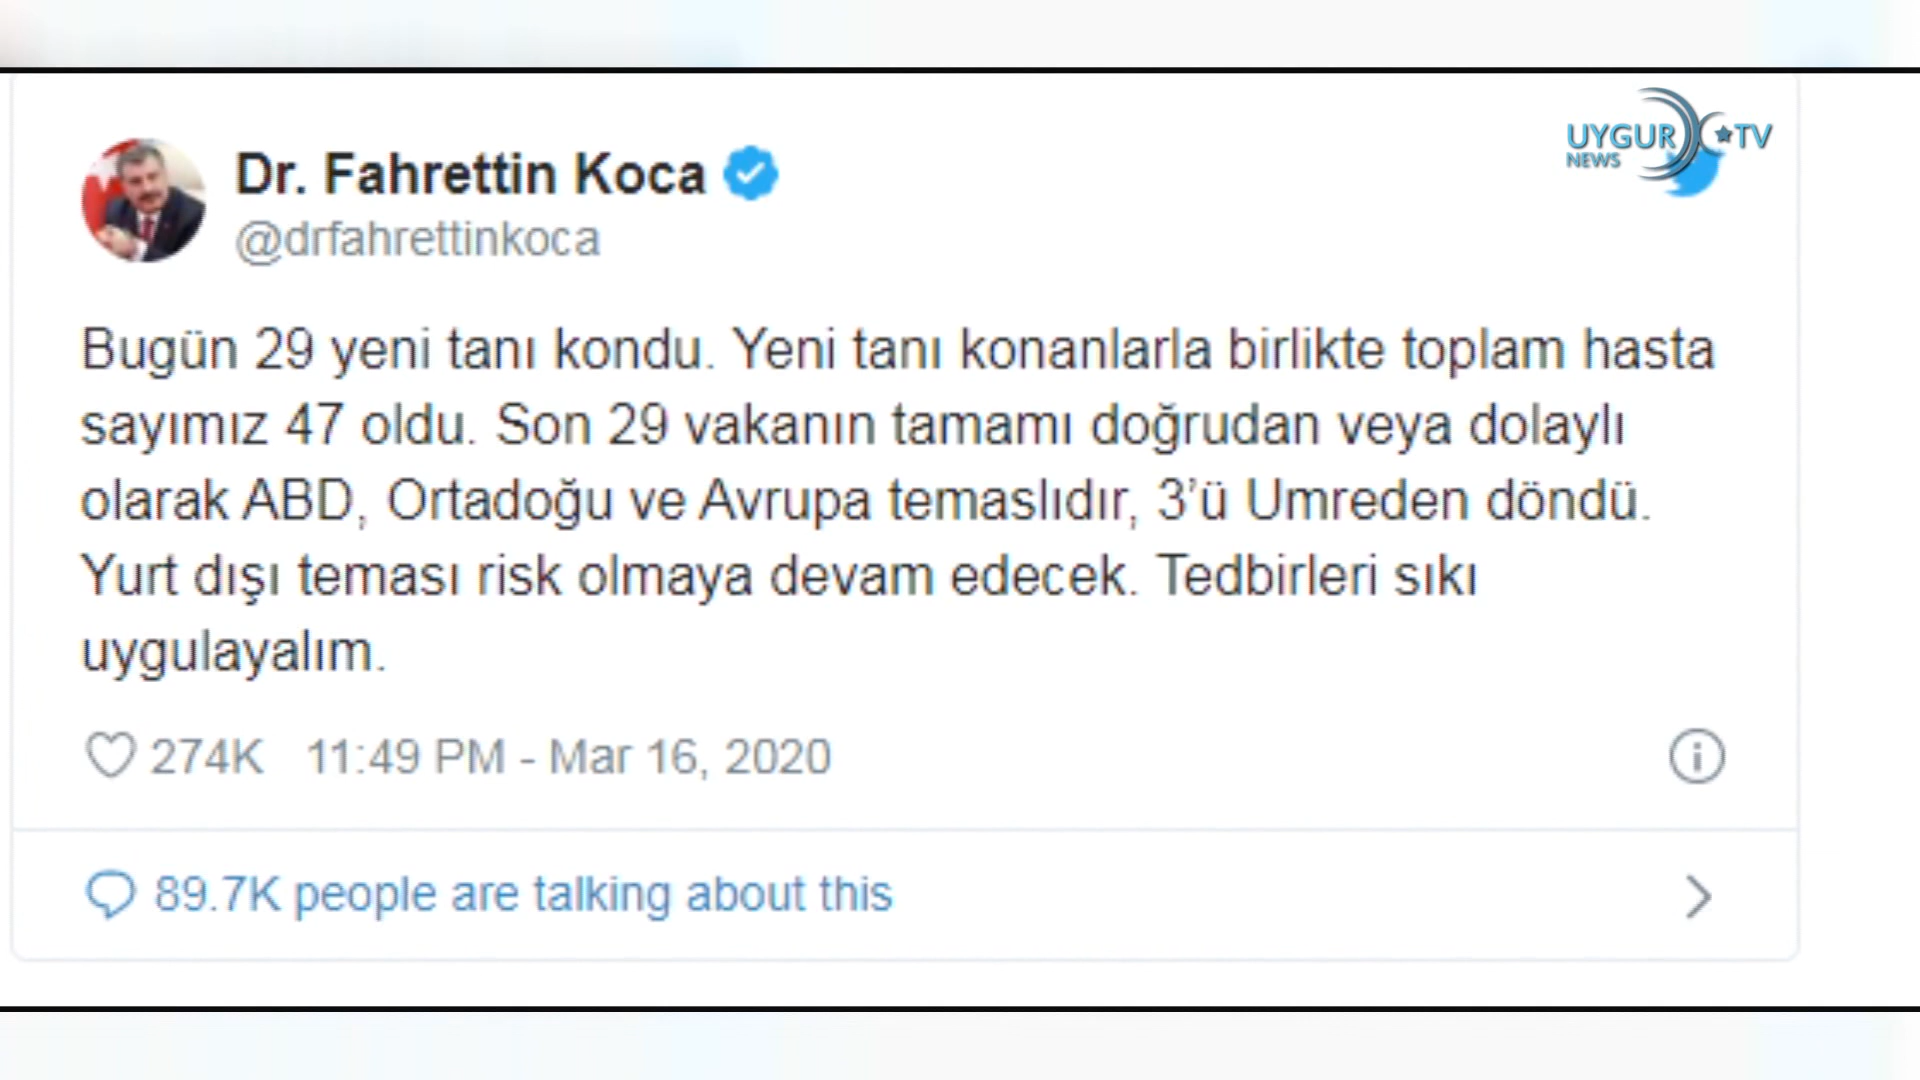 UYGUR TV
NEWS
Dr. Fahrettin Koca
@drfahrettinkoca
Bugün 29 yeni tanı kondu. Yeni tanı konanlarla birlikte toplam hasta
sayımız 47 oldu. Son 29 vakanın tamamı doğrudan veya dolaylı
olarak ABD, Ortadoğu ve Avrupa temaslıdır, 3’ü Umreden döndü.
Yurt dışı teması risk olmaya devam edecek. Tedbirleri sıkı
uygulayalım.
274K 11:49 PM - Mar 16, 2020
89.7K people are talking about this